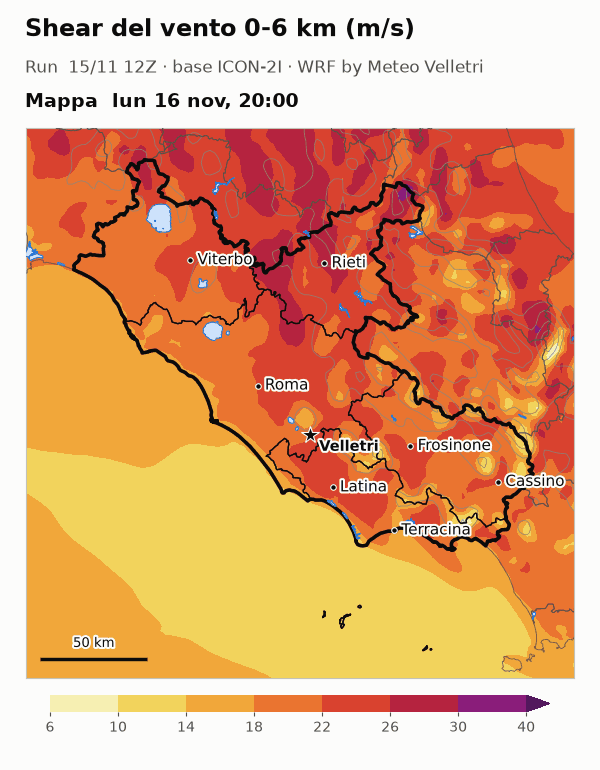 Shear del vento 0-6 km (m/s)
Run  15/11 12Z · base ICON-2I · WRF by Meteo Velletri
Mappa  lun 16 nov, 20:00
Viterbo
Rieti
Roma
Velletri
Frosinone
Cassino
Latina
Terracina
50 km
6 10 14 18 22 26 30 40